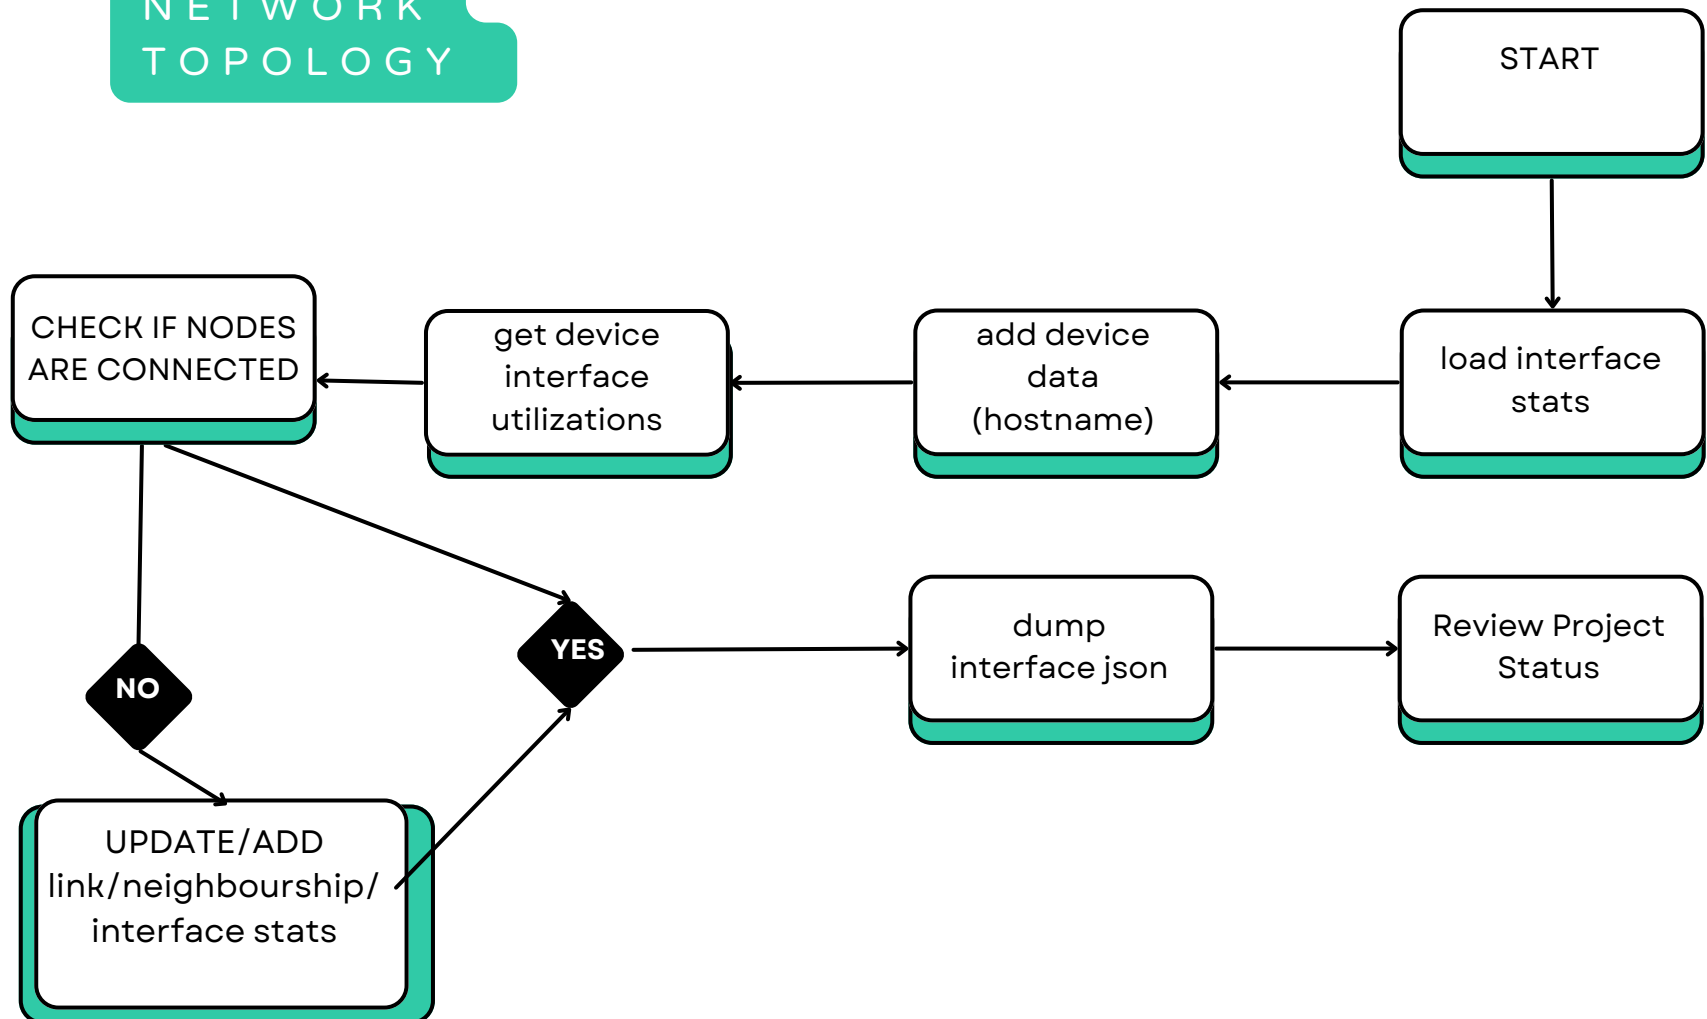 NETWORK
TOPOLOGY
START
load interface
stats
add device
data
(hostname)
get device
interface
utilizations
CHECK IF NODES
ARE CONNECTED
NO
YES
UPDATE/ADD
link/neighbourship/
interface stats
dump
interface json
Review Project
Status